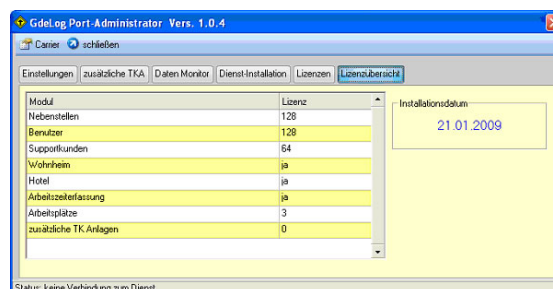 GdeLog Port-Administrator Vers. 1.0.4
Carrier schließen
Einstellungen zusätzliche TKA Daten Monitor Dienst-Installation Lizenzen Lizenzübersicht
Modul Lizenz
Nebenstellen 128
Benutzer 128
Supportkunden 64
Wohnheim ja
Hotel ja
Arbeitszeiterfassung ja
Arbeitsplätze 3
zusätzliche TK Anlagen 0
Installationsdatum
21.01.2009
Status: keine Verbindung zum Dienst